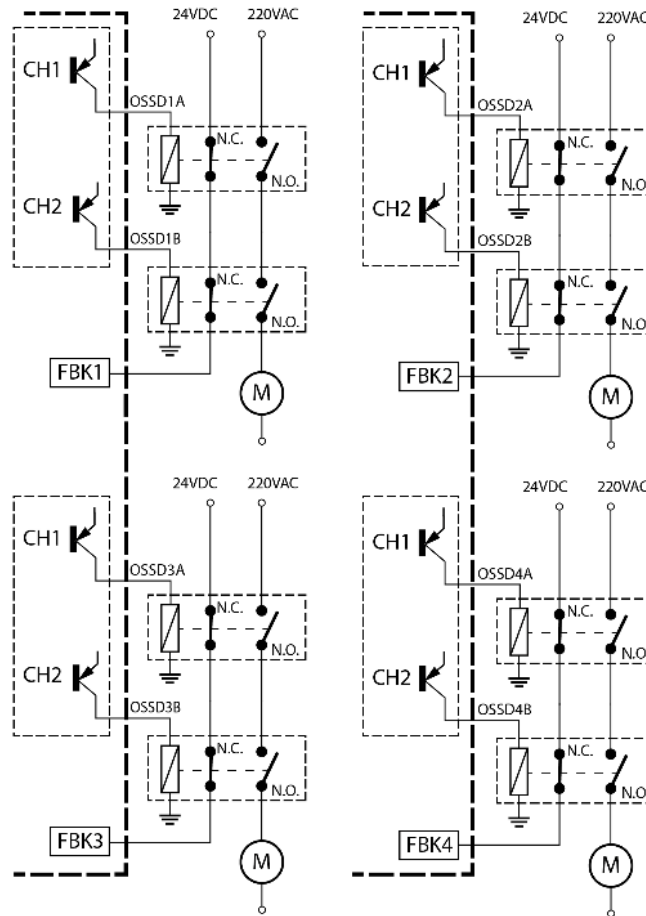 24VDC 220VAC
CH1
OSSD1A
N.C.
N.O.
CH2
OSSD1B
N.C.
N.O.
FBK1
M
24VDC 220VAC
CH1
OSSD2A
N.C.
N.O
CH2
OSSD2B
N.C.
N.O
FBK2
M
24VDC 220VAC
CH1
OSSD3A
N.C.
N.O.
CH2
OSSD3B
N.C.
N.O.
FBK3
M
24VDC 220VAC
CH1
OSSD4A
N.C.
N.O
CH2
OSSD4B
N.C.
N.O
FBK4
M